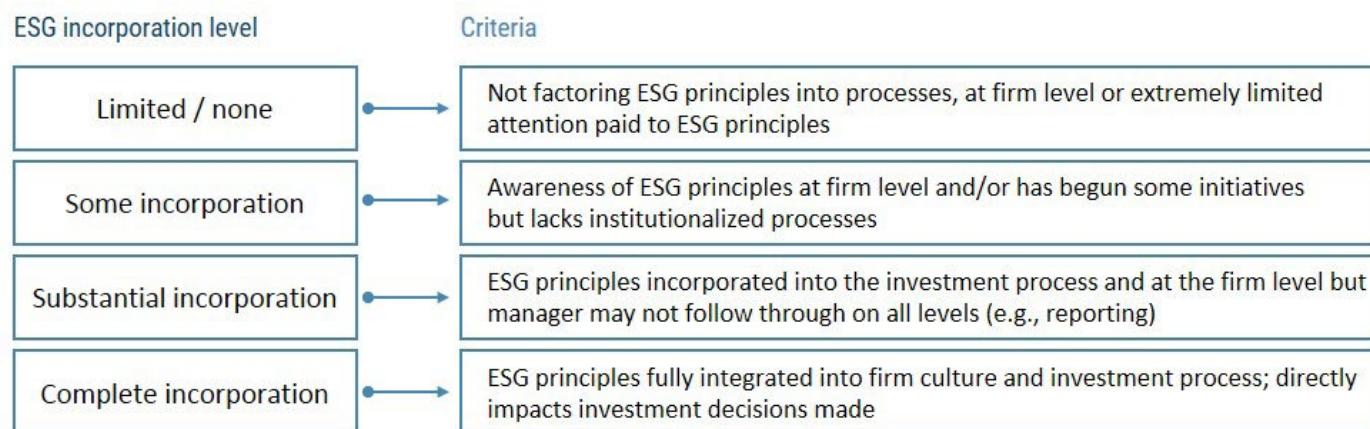 ESG incorporation level
Criteria
Limited / none
Not factoring ESG principles into processes, at firm level or extremely limited
attention paid to ESG principles
Some incorporation
Awareness of ESG principles at firm level and/or has begun some initiatives
but lacks institutionalized processes
Substantial incorporation
ESG principles incorporated into the investment process and at the firm level but
manager may not follow through on all levels (e.g., reporting)
Complete incorporation
ESG principles fully integrated into firm culture and investment process; directly
impacts investment decisions made